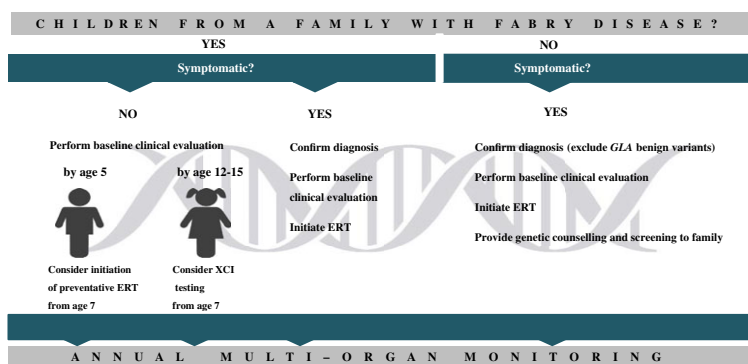 CHILDREN FROM A FAMILY WITH FABRY DISEASE?
YES
NO
Symptomatic?
Symptomatic?
NO
YES
YES
Perform baseline clinical evaluation
by age 5
by age 12-15
Consider initiation
of preventative ERT
from age 7
Consider XCI
testing
from age 7
Confirm diagnosis
Perform baseline
clinical evaluation
Initiate ERT
Confirm diagnosis (exclude GLA benign variants)
Perform baseline clinical evaluation
Initiate ERT
Provide genetic counselling and screening to family
ANNUAL MULTI–ORGAN MONITORING